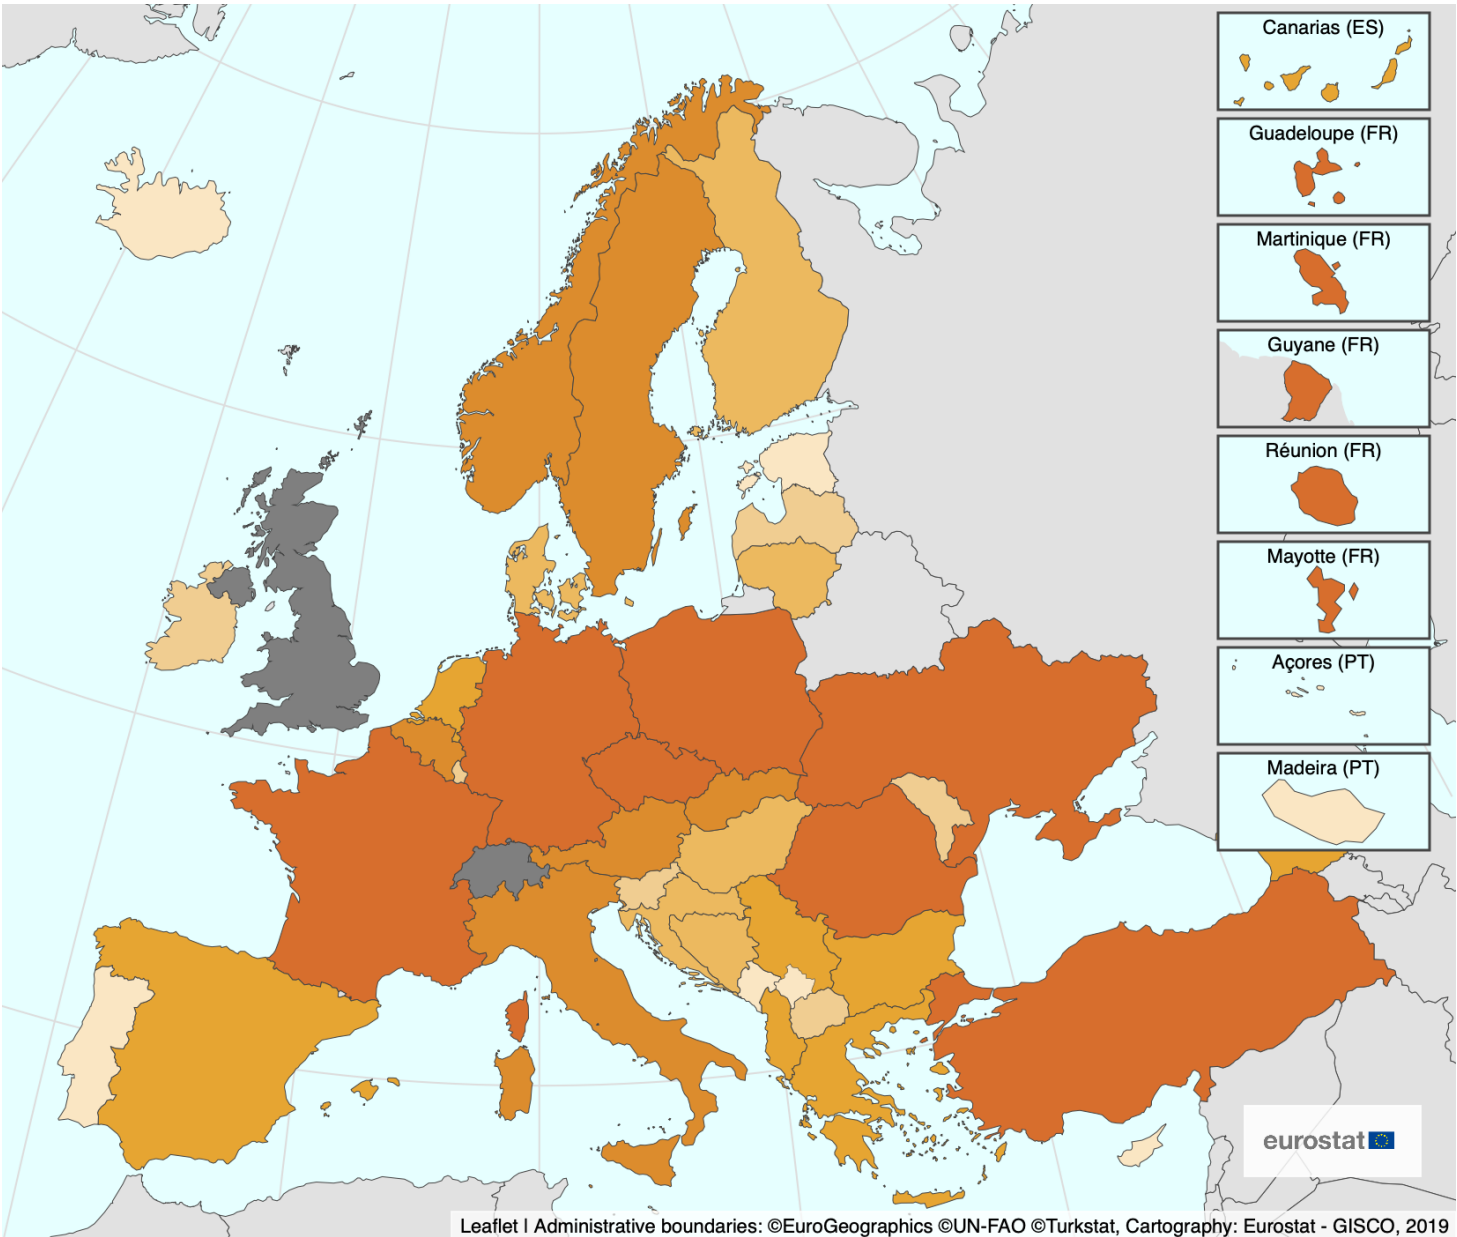 Canarias (ES)
Guadeloupe (FR)
Martinique (FR)
Guyane (FR)
Réunion (FR)
Mayotte (FR)
Açores (PT)
Madeira (PT)
eurostat
Leaflet | Administrative boundaries: ©EuroGeographics ©UN-FAO ©Turkstat, Cartography: Eurostat - GISCO, 2019